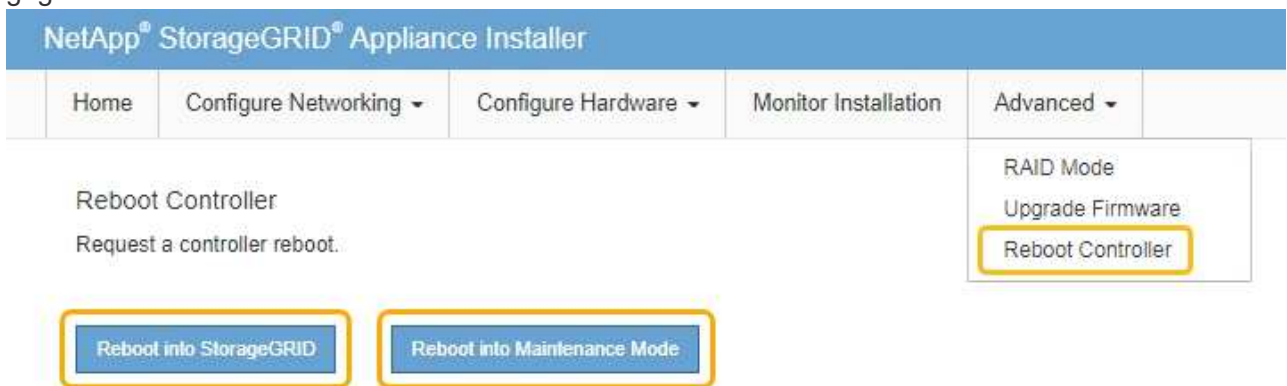 NetApp® StorageGRID® Appliance Installer
Home Configure Networking Configure Hardware Monitor Installation Advanced
RAID Mode
Upgrade Firmware
Reboot Controller
Reboot Controller
Request a controller reboot.
Reboot into StorageGRID Reboot into Maintenance Mode